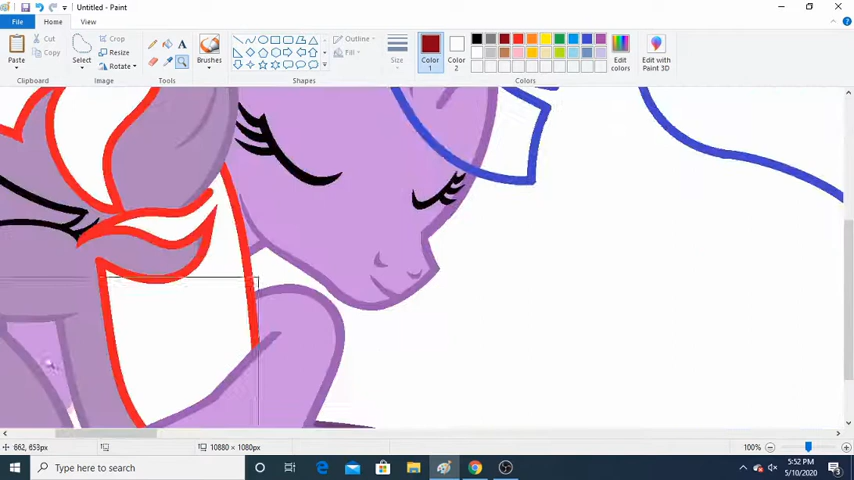 Untitled - Paint
File Home View
Paste
Cut
Copy
Clipboard
Select
Crop
Resize
Rotate
Image
A
Tools
Brushes
Outline
Fill
Shapes
Size
Color 1
Color 2
Edit colors
Colors
Edit with Paint 3D
662, 653px
10880 × 1080px
100%
Type here to search
5:52 PM
5/10/2020
3